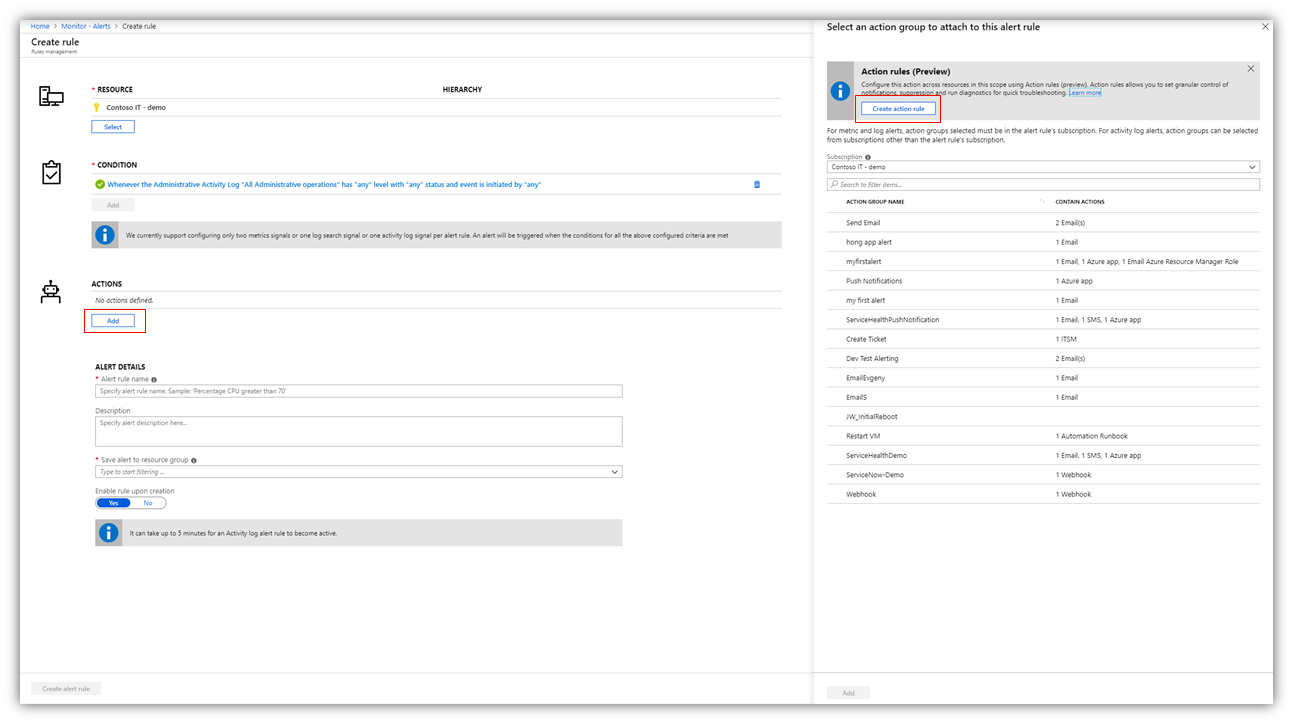 Home > Monitor - Alerts > Create rule
Create rule
Rules management
* RESOURCE HIERARCHY
Contoso IT - demo
Select
* CONDITION
Whenever the Administrative Activity Log "All Administrative operations" has "any" level with "any" status and event is initiated by "any"
Add
We currently support configuring only two metrics signals or one log search signal or one activity log signal per alert rule. An alert will be triggered when the conditions for all the above configured criteria are met
ACTIONS
No actions defined.
Add
ALERT DETAILS
* Alert rule name
Specify alert rule name. Sample: 'Percentage CPU greater than 70'
Description
Specify alert description here...
* Save alert to resource group
Type to start filtering ...
Enable rule upon creation
Yes No
It can take up to 5 minutes for an Activity log alert rule to become active.
Create alert rule
Select an action group to attach to this alert rule
Action rules (Preview)
Configure this action across resources in this scope using Action rules (preview). Action rules allows you to set granular control of
notifications, suppression and run diagnostics for quick troubleshooting. Learn more
Create action rule
For metric and log alerts, action groups selected must be in the alert rule's subscription. For activity log alerts, action groups can be selected
from subscriptions other than the alert rule's subscription.
Subscription
Contoso IT - demo
Search to filter items...
ACTION GROUP NAME CONTAIN ACTIONS
Send Email 2 Email(s)
hong app alert 1 Email
myfirstalert 1 Email, 1 Azure app, 1 Email Azure Resource Manager Role
Push Notifications 1 Azure app
my first alert 1 Email
ServiceHealthPushNotification 1 Email, 1 SMS, 1 Azure app
Create Ticket 1 ITSM
Dev Test Alerting 2 Email(s)
EmailEvgeny 1 Email
EmailS 1 Email
JW_InitialReboot
Restart VM 1 Automation Runbook
ServiceHealthDemo 1 Email, 1 SMS, 1 Azure app
ServiceNow-Demo 1 Webhook
Webhook 1 Webhook
Add